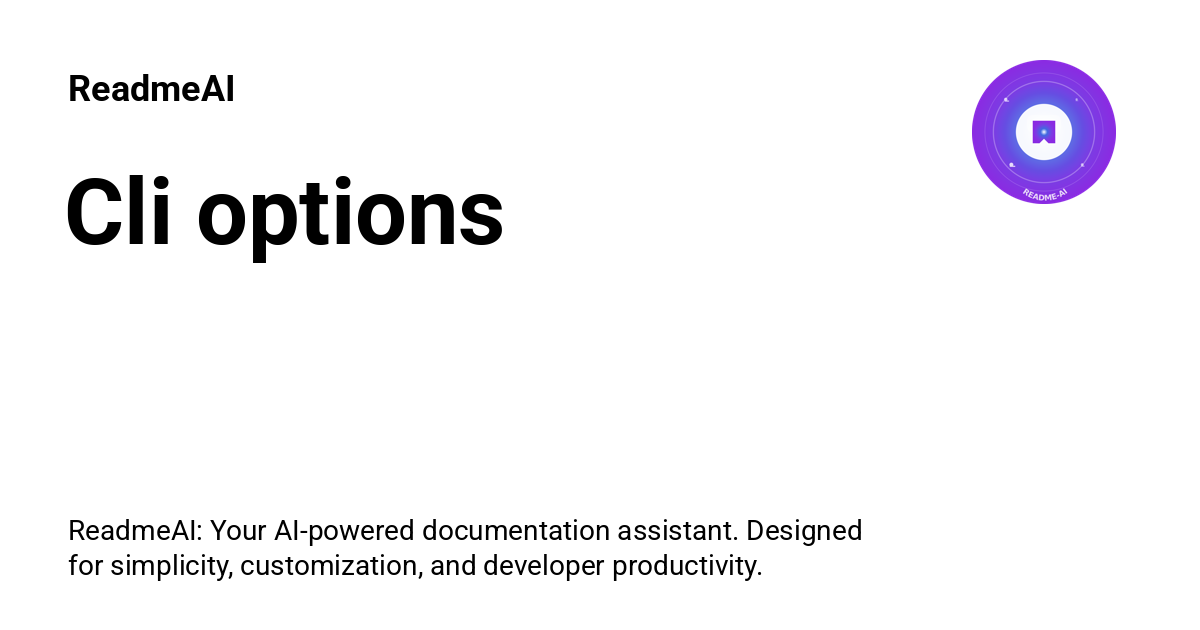 ReadmeAI
README-AI
Cli options
ReadmeAI: Your AI-powered documentation assistant. Designed
for simplicity, customization, and developer productivity.